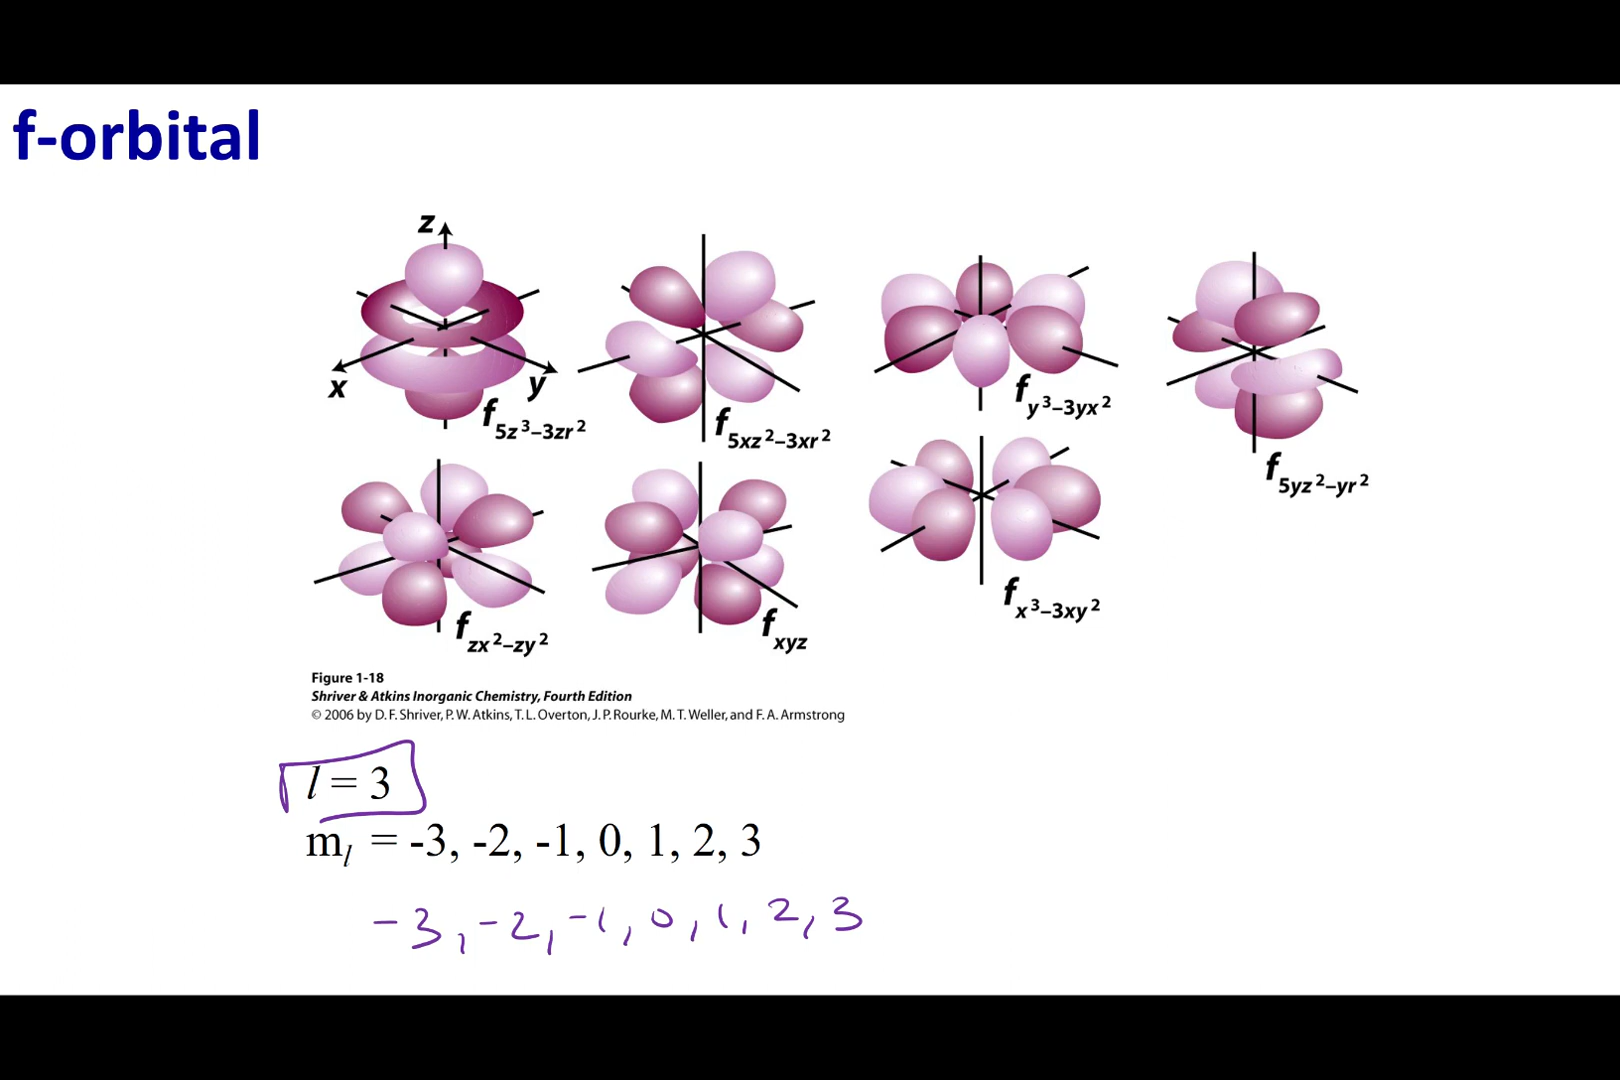 f-orbital
z
x
y
f5z³–3zr²
f5xz²–3xr²
fy³–3yx²
f5yz²–yr²
fzx²–zy²
fxyz
fx³–3xy²
Figure 1-18
Shriver & Atkins Inorganic Chemistry, Fourth Edition
© 2006 by D. F. Shriver, P. W. Atkins, T. L. Overton, J. P. Rourke, M. T. Weller, and F. A. Armstrong
l = 3
ml = -3, -2, -1, 0, 1, 2, 3
-3, -2, -1, 0, 1, 2, 3